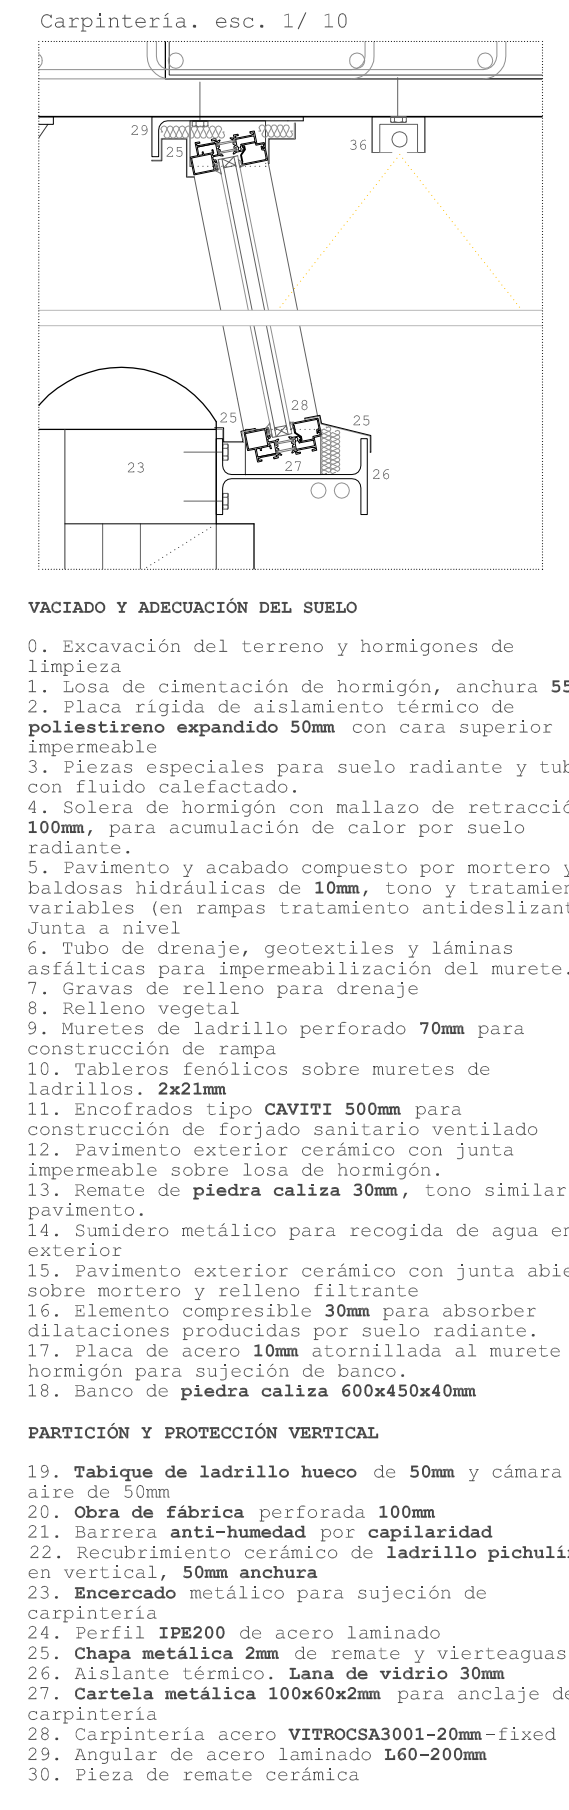 Carpintería. esc. 1/ 10
29
25
36
28
25
25
23
27
26
VACIADO Y ADECUACIÓN DEL SUELO
0. Excavación del terreno y hormigones de
limpieza
1. Losa de cimentación de hormigón, anchura
2. Placa rígida de aislamiento térmico de
poliestireno expandido 50mm con cara superior
impermeable
3. Piezas especiales para suelo radiante y
con fluido calefactado.
4. Solera de hormigón con mallazo de
100mm, para acumulación de calor por suelo
radiante.
5. Pavimento y acabado compuesto por mortero y
baldosas hidráulicas de 10mm, tono y
variables (en rampas tratamiento
Junta a nivel
6. Tubo de drenaje, geotextiles y láminas
asfálticas para impermeabilización del murete.
7. Gravas de relleno para drenaje
8. Relleno vegetal
9. Muretes de ladrillo perforado 70mm para
construcción de rampa
10. Tableros fenólicos sobre muretes de
ladrillos. 2x21mm
11. Encofrados tipo CAVITI 500mm para
construcción de forjado sanitario ventilado
12. Pavimento exterior cerámico con junta
impermeable sobre losa de hormigón.
13. Remate de piedra caliza 30mm, tono similar
pavimento.
14. Sumidero metálico para recogida de agua en
exterior
15. Pavimento exterior cerámico con junta
sobre mortero y relleno filtrante
16. Elemento compresible 30mm para absorber
dilataciones producidas por suelo radiante.
17. Placa de acero 10mm atornillada al murete
hormigón para sujeción de banco.
18. Banco de piedra caliza 600x450x40mm
PARTICIÓN Y PROTECCIÓN VERTICAL
19. Tabique de ladrillo hueco de 50mm y cámara
aire de 50mm
20. Obra de fábrica perforada 100mm
21. Barrera anti-humedad por capilaridad
22. Recubrimiento cerámico de ladrillo
en vertical, 50mm anchura
23. Encercado metálico para sujeción de
carpintería
24. Perfil IPE200 de acero laminado
25. Chapa metálica 2mm de remate y vierteaguas
26. Aislante térmico. Lana de vidrio 30mm
27. Cartela metálica 100x60x2mm para anclaje de
carpintería
28. Carpintería acero VITROCSA3001-20mm-fixed
29. Angular de acero laminado L60-200mm
30. Pieza de remate cerámica